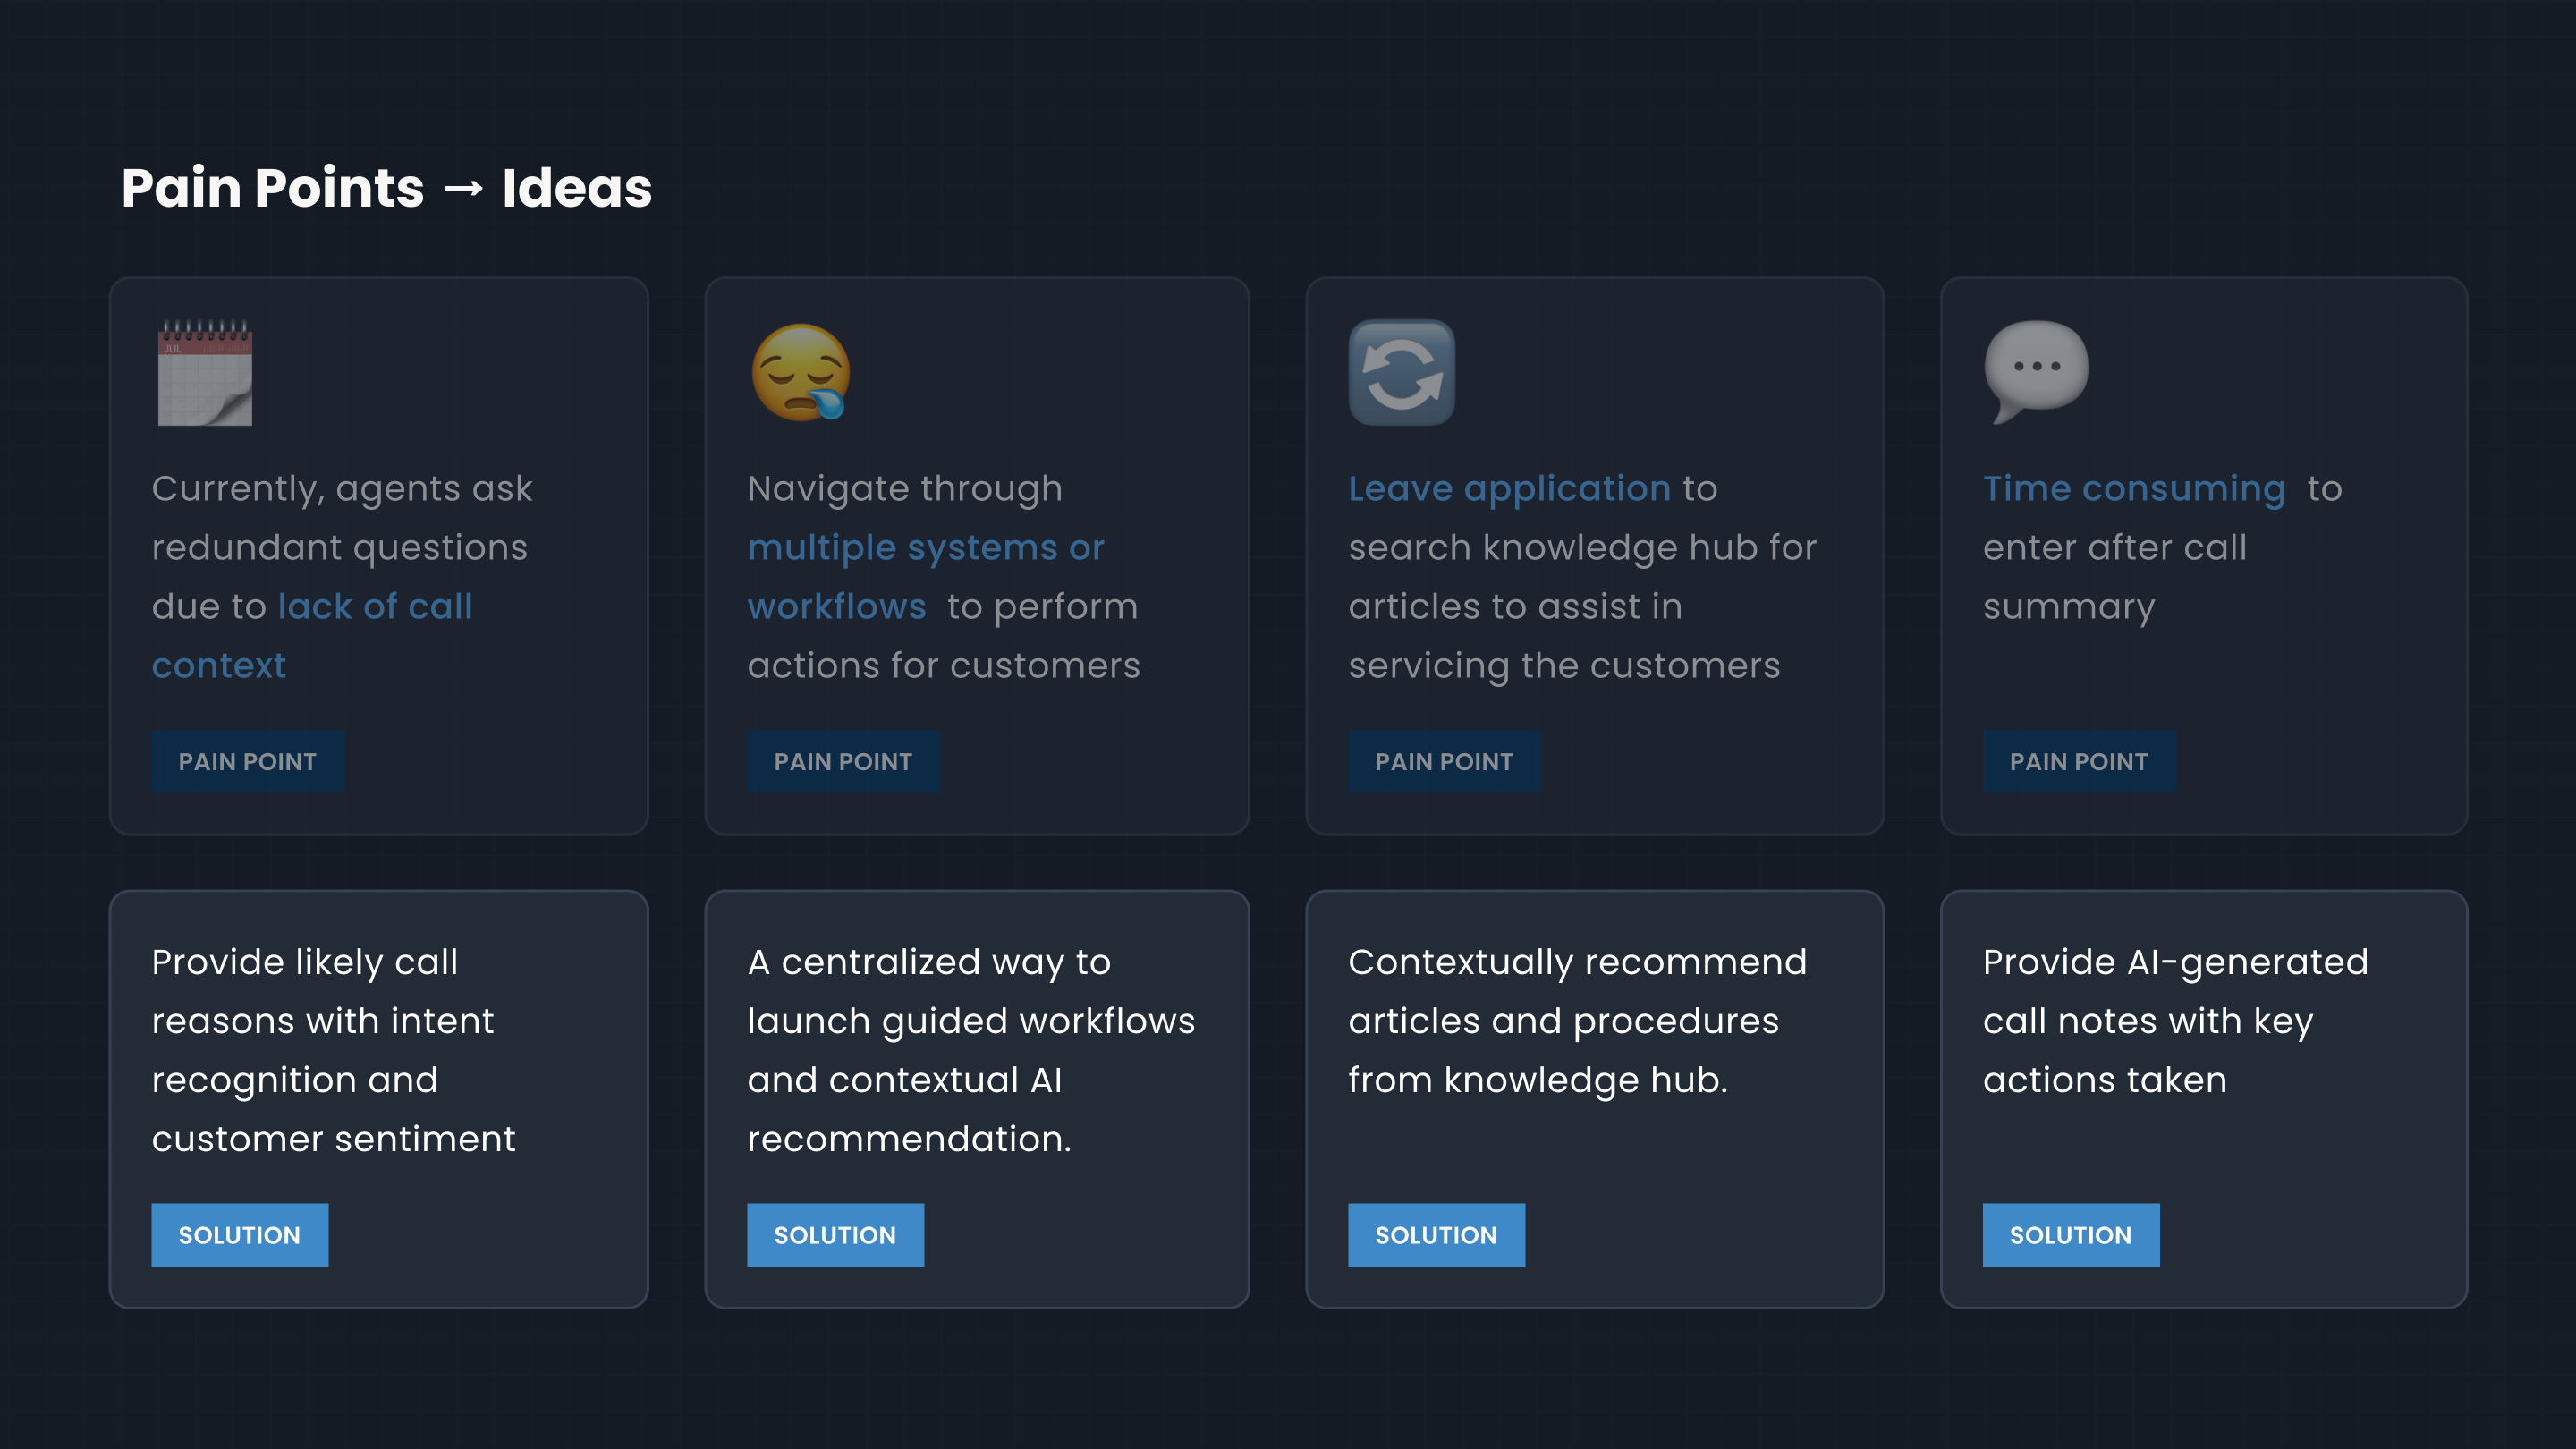 Pain Points → Ideas
JUL
Currently, agents ask
redundant questions
due to lack of call
context
PAIN POINT
Navigate through
multiple systems or
workflows to perform
actions for customers
PAIN POINT
Leave application to
search knowledge hub for
articles to assist in
servicing the customers
PAIN POINT
Time consuming to
enter after call
summary
PAIN POINT
Provide likely call
reasons with intent
recognition and
customer sentiment
SOLUTION
A centralized way to
launch guided workflows
and contextual AI
recommendation.
SOLUTION
Contextually recommend
articles and procedures
from knowledge hub.
SOLUTION
Provide AI-generated
call notes with key
actions taken
SOLUTION